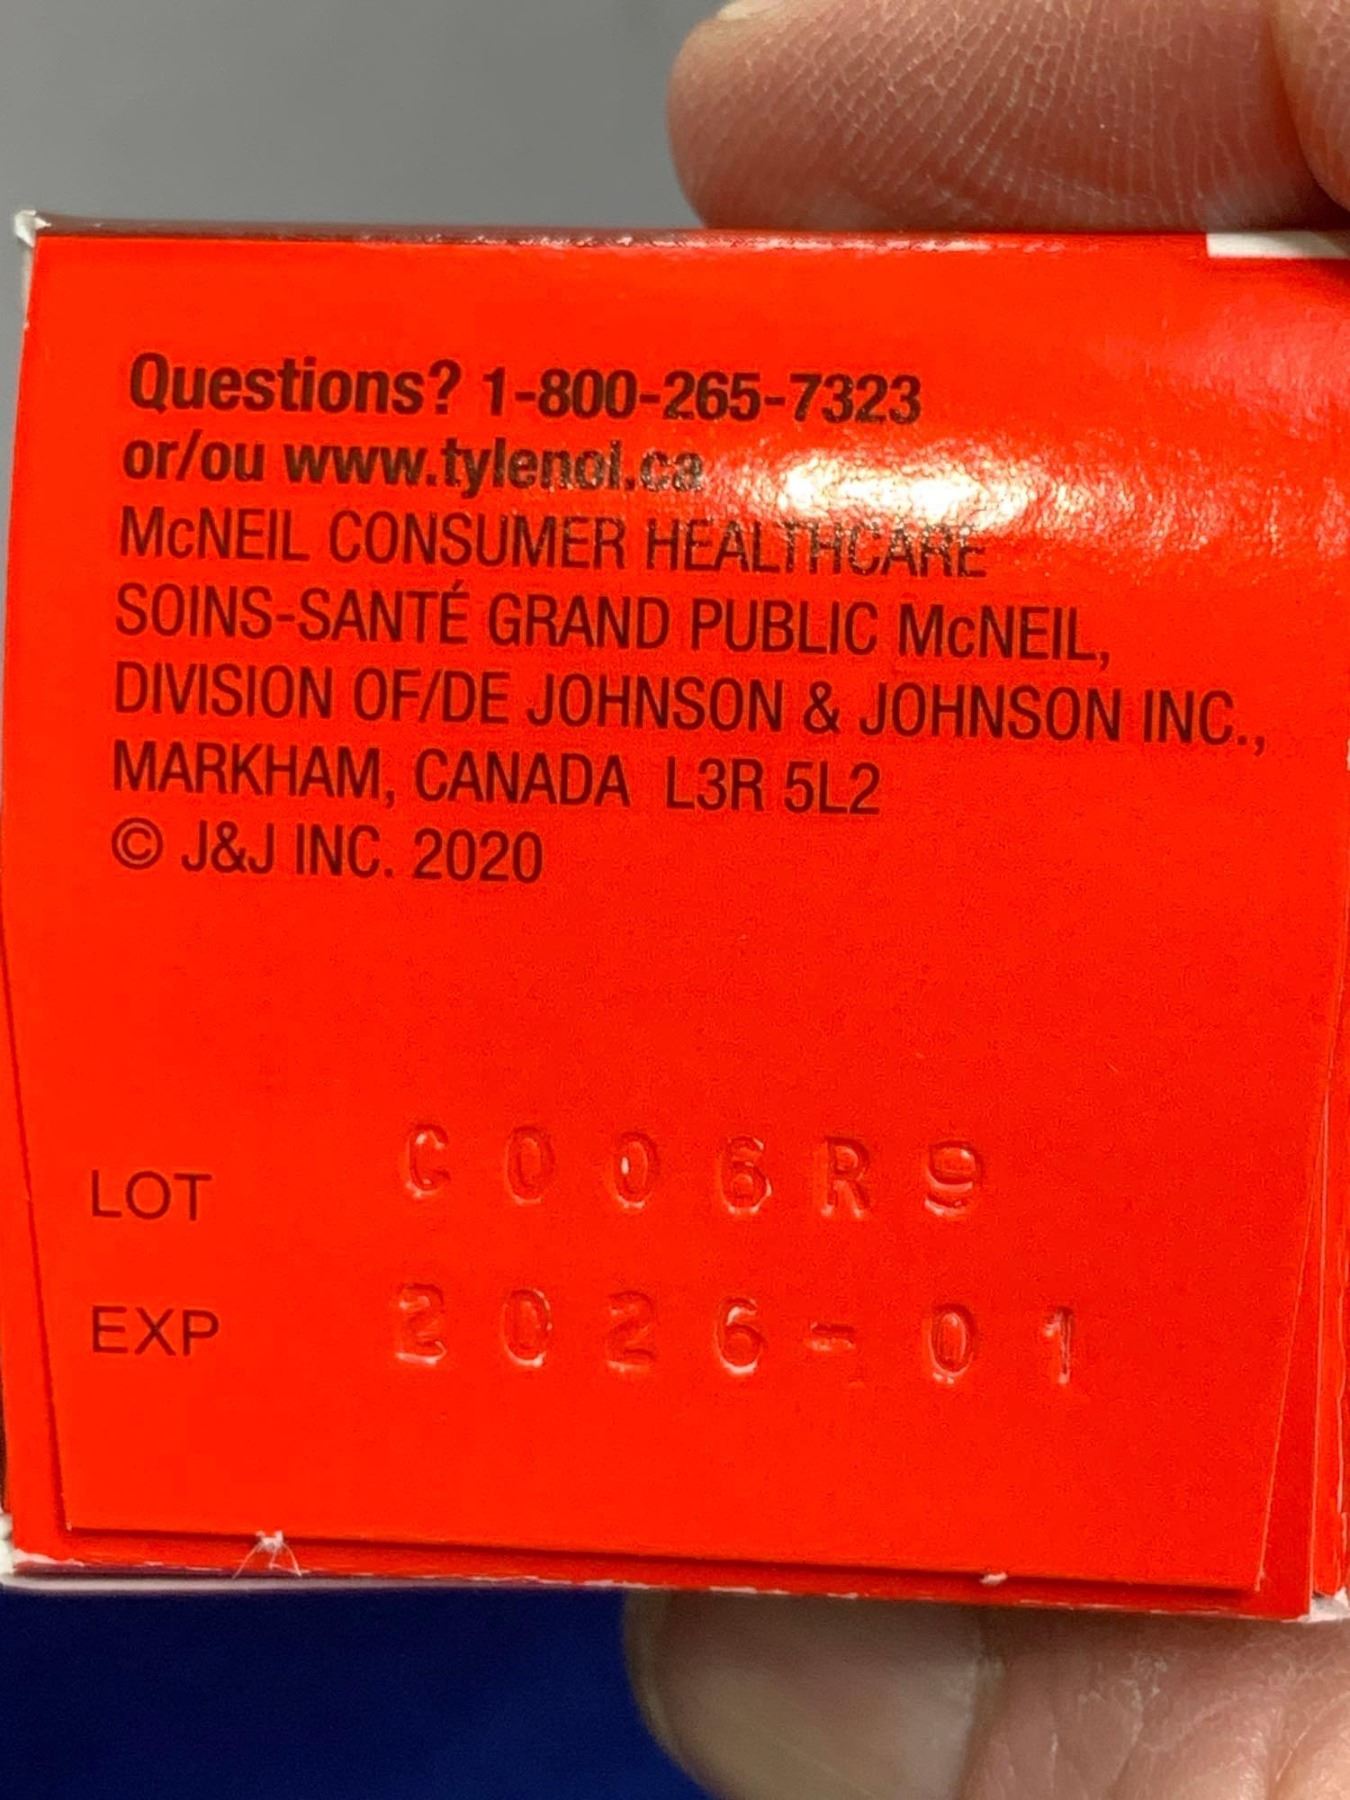 Questions? 1-800-265-7323
or/ou www.tylenol.ca
McNEIL CONSUMER HEALTHCARE
SOINS-SANTÉ GRAND PUBLIC McNEIL,
DIVISION OF/DE JOHNSON & JOHNSON INC.,
MARKHAM, CANADA L3R 5L2
© J&J INC. 2020
LOT C006R9
EXP 2026-01